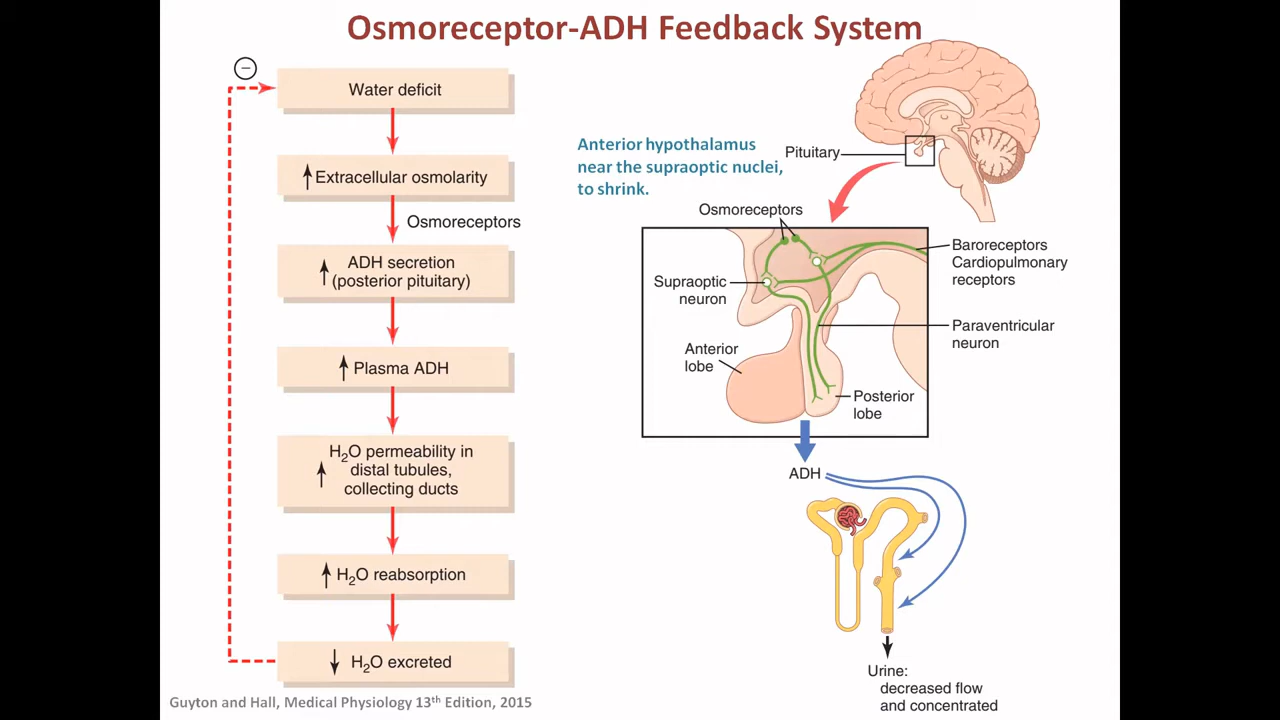 Osmoreceptor-ADH Feedback System
−
Water deficit
↑ Extracellular osmolarity
Osmoreceptors
↑ ADH secretion
(posterior pituitary)
↑ Plasma ADH
↑ H₂O permeability in
distal tubules,
collecting ducts
↑ H₂O reabsorption
↓ H₂O excreted
Guyton and Hall, Medical Physiology 13ᵗʰ Edition, 2015
Anterior hypothalamus
near the supraoptic nuclei,
to shrink.
Pituitary
Osmoreceptors
Baroreceptors
Cardiopulmonary
receptors
Supraoptic
neuron
Paraventricular
neuron
Anterior
lobe
Posterior
lobe
ADH
Urine:
decreased flow
and concentrated